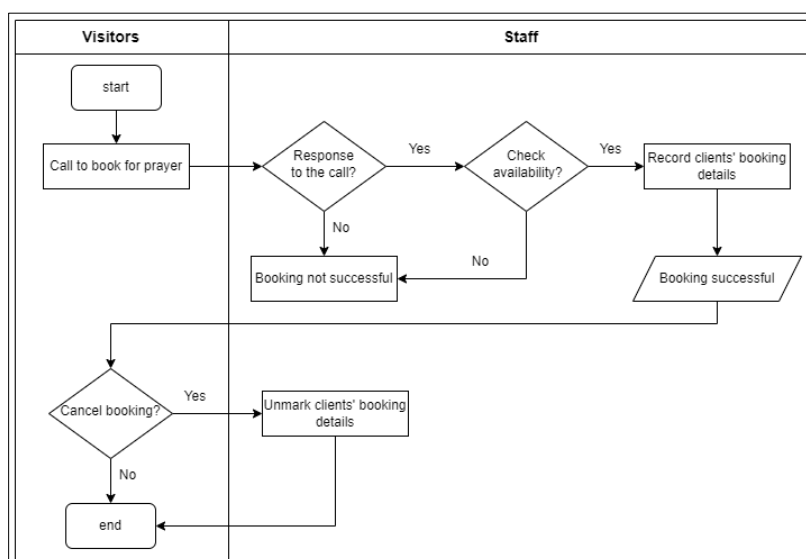 Visitors
Staff
start
Call to book for prayer
Response
to the call?
Yes
Check
availability?
Yes
Record clients' booking
details
No
No
Booking not successful
Booking successful
Cancel booking?
Yes
Unmark clients' booking
details
No
end